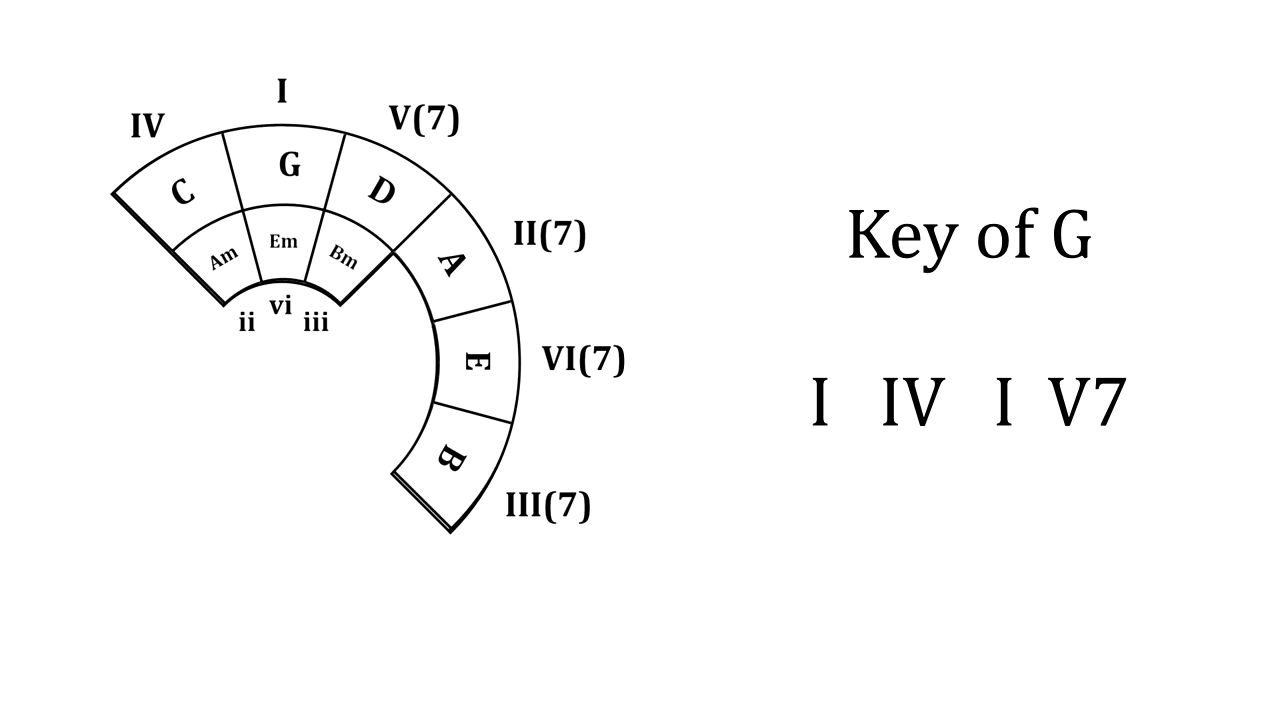 I
IV
V(7)
G
C
D
II(7)
Em
Am
Bm
A
vi
ii
iii
VI(7)
E
B
III(7)
Key of G
I IV I V7